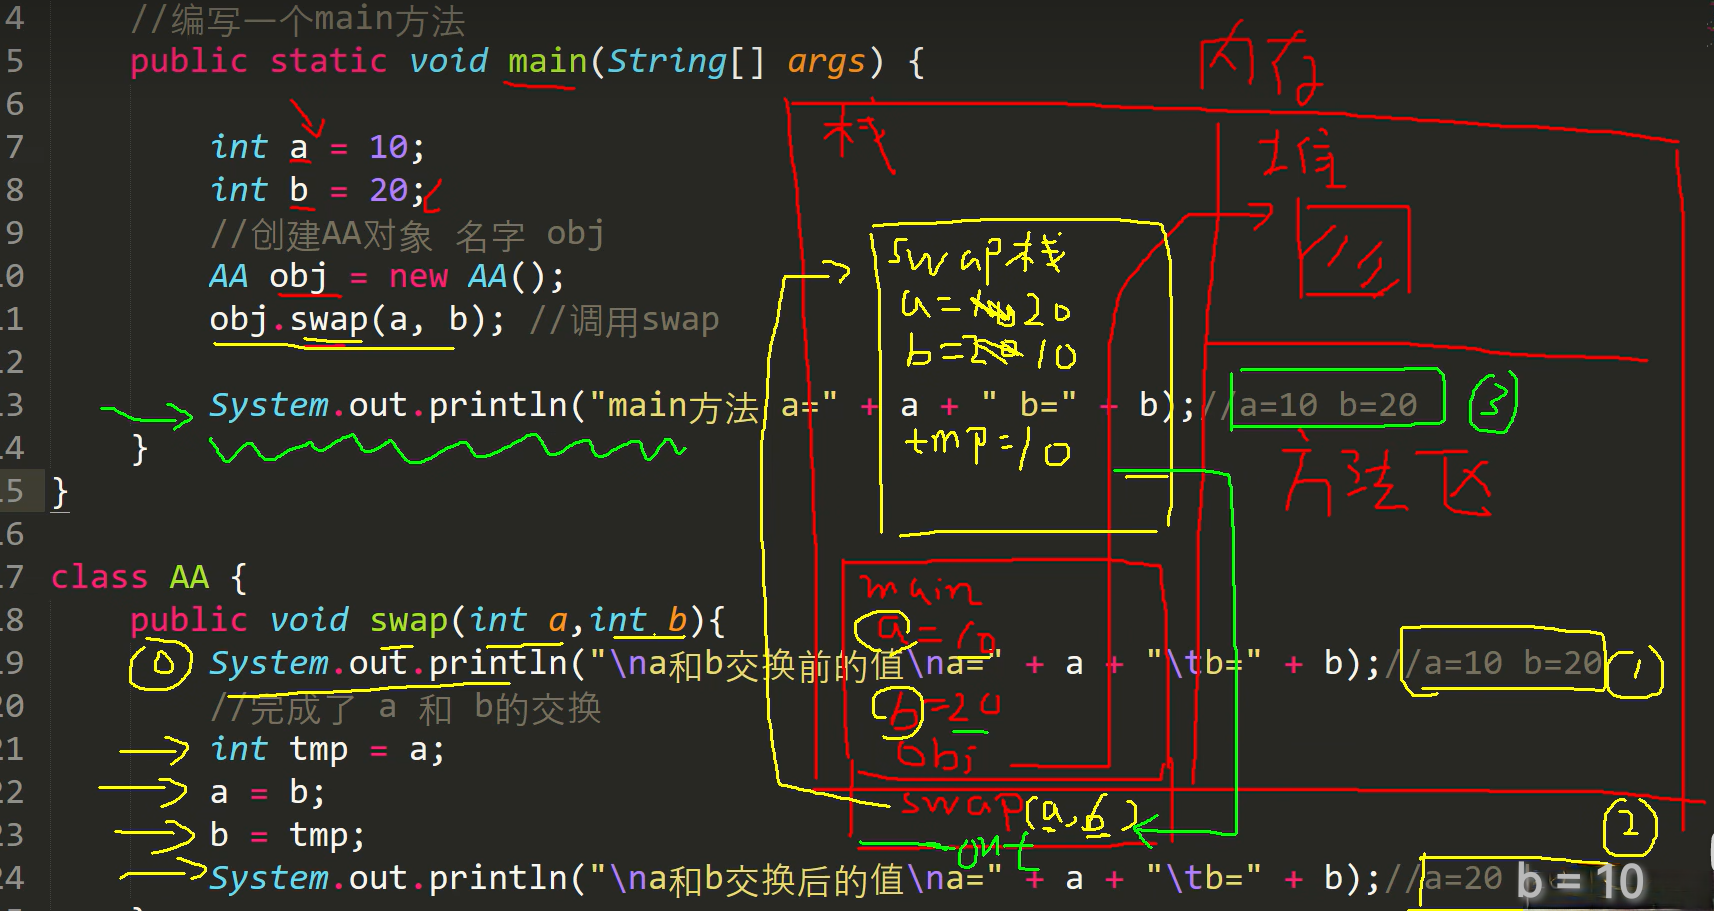 4 //编写一个main方法
5 public static void main(String[] args) {
6
7 int a = 10;
8 int b = 20;
9 //创建AA对象 名字 obj
10 AA obj = new AA();
11 obj.swap(a, b); //调用swap
12
13 System.out.println("main方法 a=" + a + " b=" + b);//a=10 b=20 ③
14 }
15 }
16
17 class AA {
18 public void swap(int a,int b){
19 System.out.println("\na和b交换前的值\na=" + a + "\tb=" + b);//a=10 b=20 ①
20 //完成了 a 和 b的交换
21 int tmp = a;
22 a = b;
23 b = tmp;
24 System.out.println("\na和b交换后的值\na=" + a + "\tb=" + b);//a=20 b = 10
②
内存
栈
堆
方法区
swap栈
a=20
b=10
tmp=10
main
a=10
b=20
obj
swap(a,b)
out